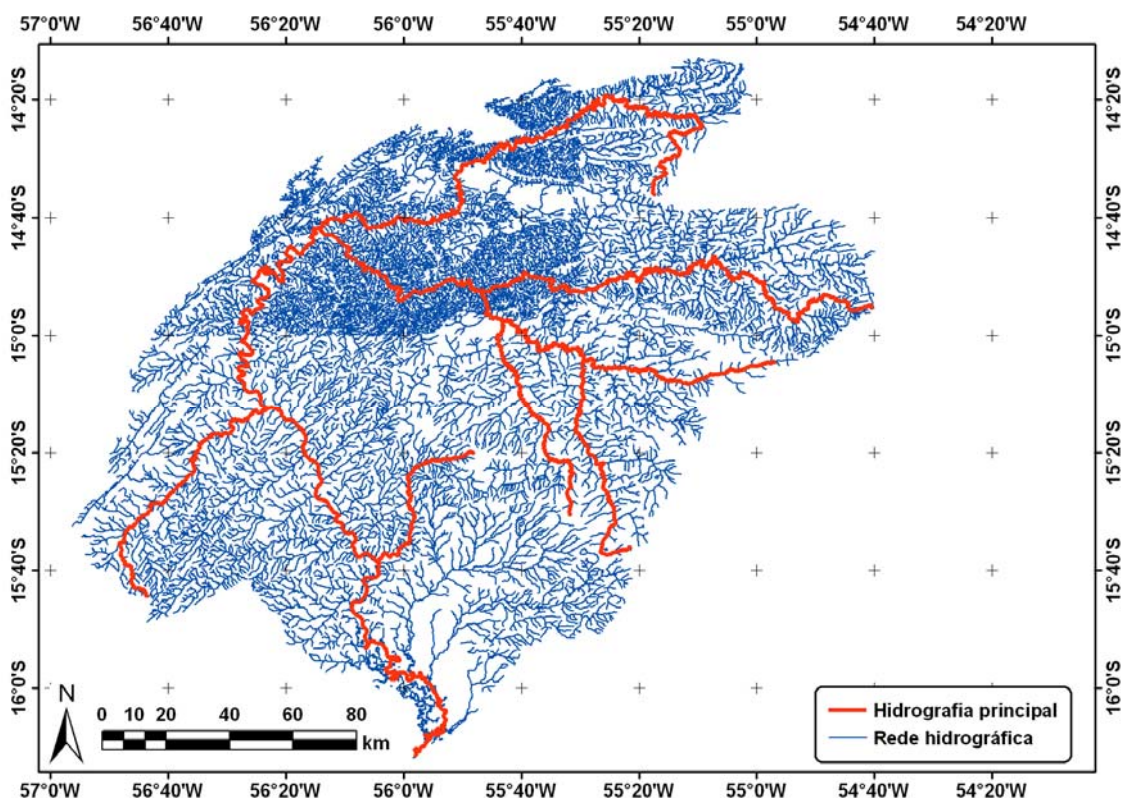 57°0'W 56°40'W 56°20'W 56°0'W 55°40'W 55°20'W 55°0'W 54°40'W 54°20'W
14°20'S 14°20'S
14°40'S 14°40'S
15°0'S 15°0'S
15°20'S 15°20'S
15°40'S 15°40'S
16°0'S 16°0'S
N
0 10 20 40 60 80
km
Hidrografia principal
Rede hidrográfica
57°0'W 56°40'W 56°20'W 56°0'W 55°40'W 55°20'W 55°0'W 54°40'W 54°20'W